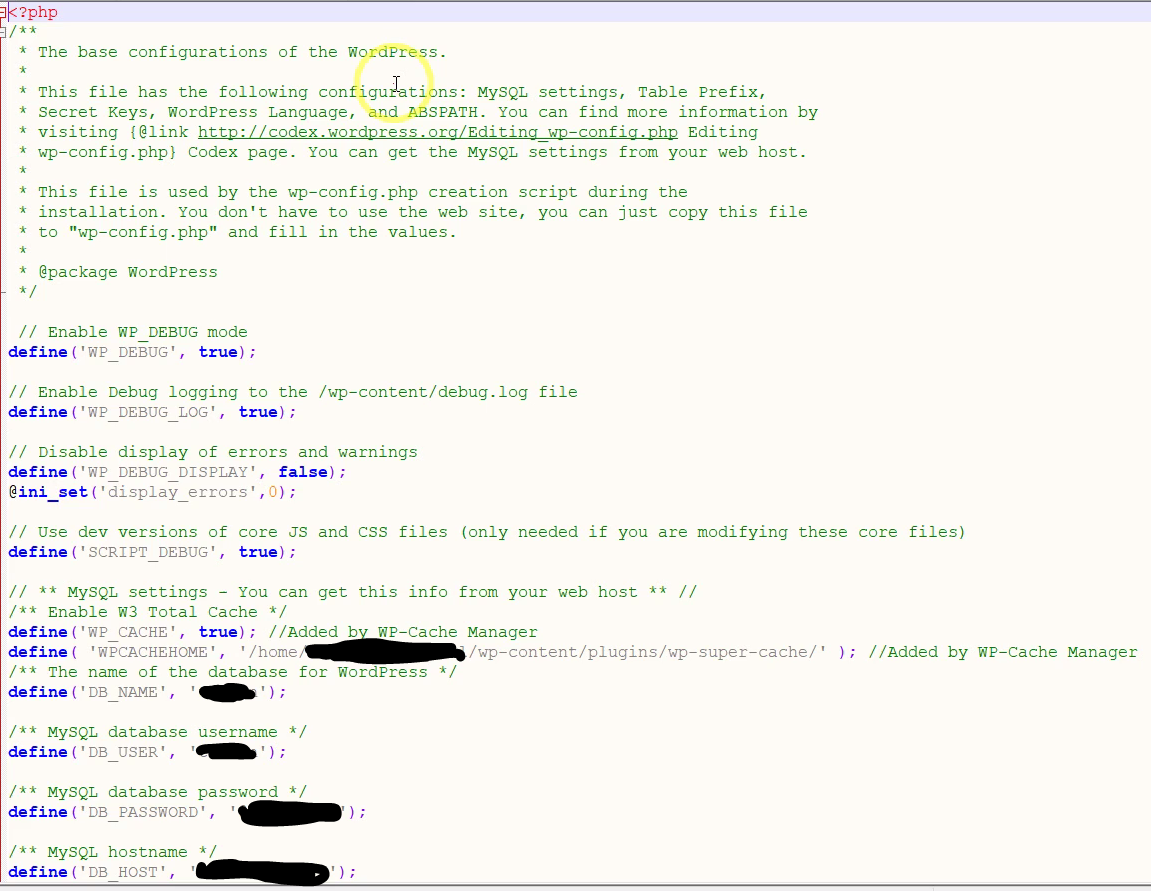 <?php
/**
* The base configurations of the WordPress.
*
* This file has the following configurations: MySQL settings, Table Prefix,
* Secret Keys, WordPress Language, and ABSPATH. You can find more information by
* visiting {@link http://codex.wordpress.org/Editing_wp-config.php Editing
* wp-config.php} Codex page. You can get the MySQL settings from your web host.
*
* This file is used by the wp-config.php creation script during the
* installation. You don't have to use the web site, you can just copy this file
* to "wp-config.php" and fill in the values.
*
* @package WordPress
*/
// Enable WP_DEBUG mode
define('WP_DEBUG', true);
// Enable Debug logging to the /wp-content/debug.log file
define('WP_DEBUG_LOG', true);
// Disable display of errors and warnings
define('WP_DEBUG_DISPLAY', false);
@ini_set('display_errors',0);
// Use dev versions of core JS and CSS files (only needed if you are modifying these core files)
define('SCRIPT_DEBUG', true);
// ** MySQL settings - You can get this info from your web host ** //
/** Enable W3 Total Cache */
define('WP_CACHE', true); //Added by WP-Cache Manager
define( 'WPCACHEHOME', '/home/ /wp-content/plugins/wp-super-cache/' ); //Added by WP-Cache Manager
/** The name of the database for WordPress */
define('DB_NAME', ' ');
/** MySQL database username */
define('DB_USER', ' ');
/** MySQL database password */
define('DB_PASSWORD', ' ');
/** MySQL hostname */
define('DB_HOST', ' ');